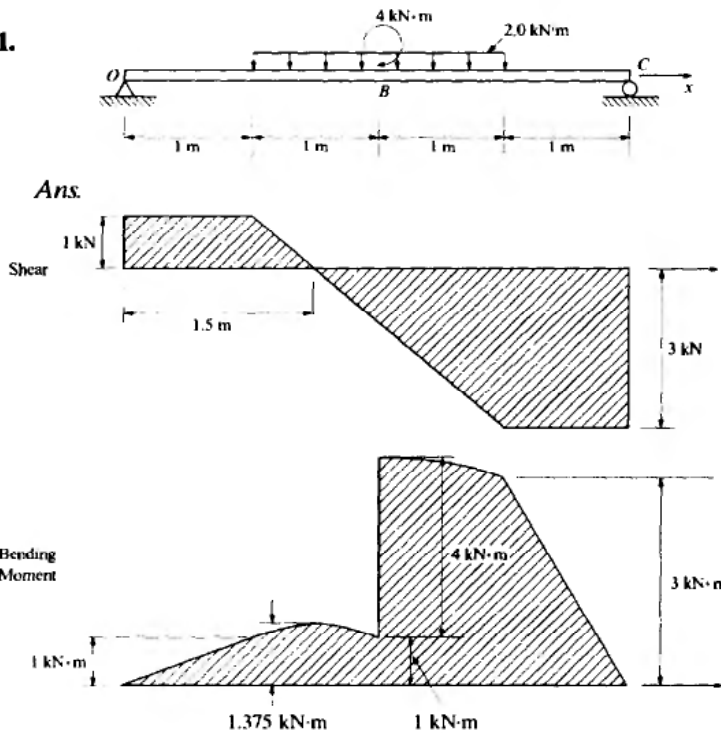 1.
4 kN·m
2.0 kN/m
O
B
C
x
1 m 1 m 1 m 1 m
Ans.
1 kN
Shear
1.5 m
3 kN
Bending
Moment
4 kN·m
3 kN·m
1 kN·m
1.375 kN·m 1 kN·m